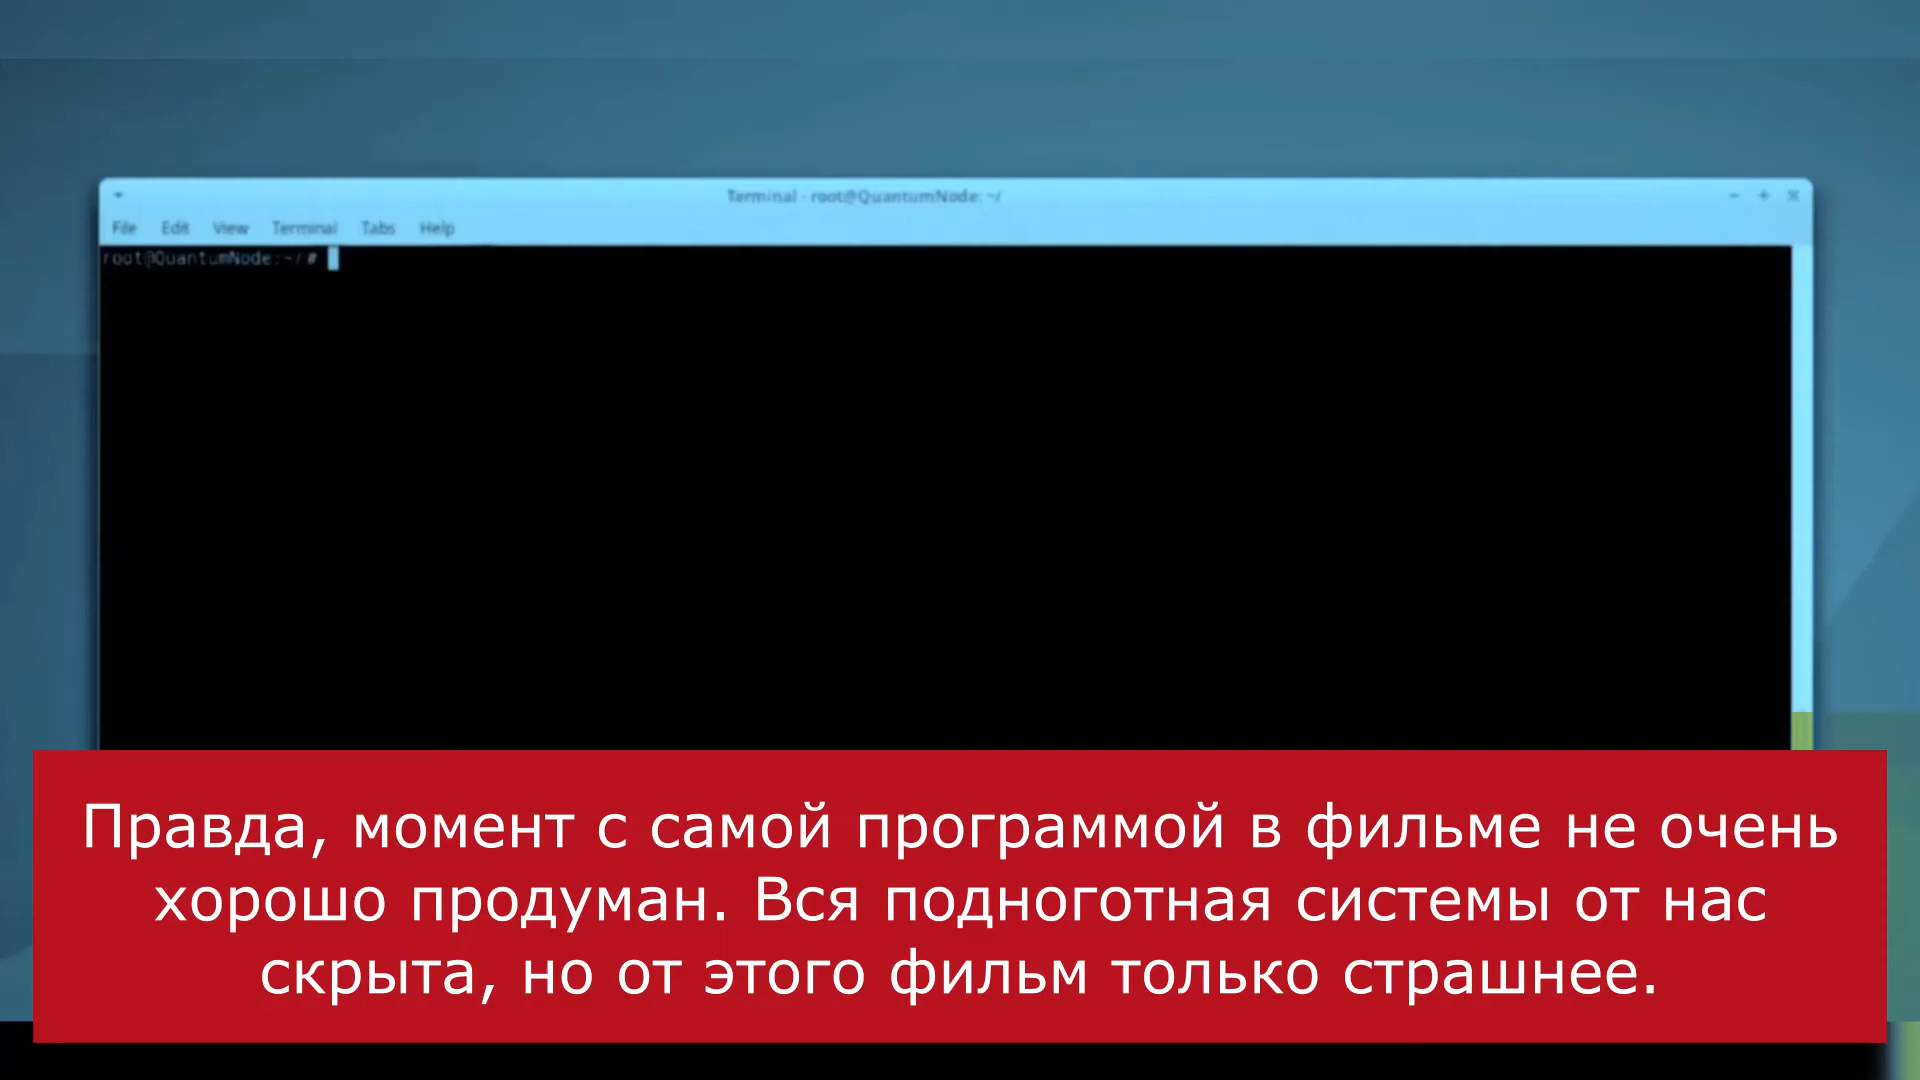 Terminal - root@QuantumNode: ~/
File Edit View Terminal Tabs Help
root@QuantumNode:~/#
Правда, момент с самой программой в фильме не очень
хорошо продуман. Вся подноготная системы от нас
скрыта, но от этого фильм только страшнее.